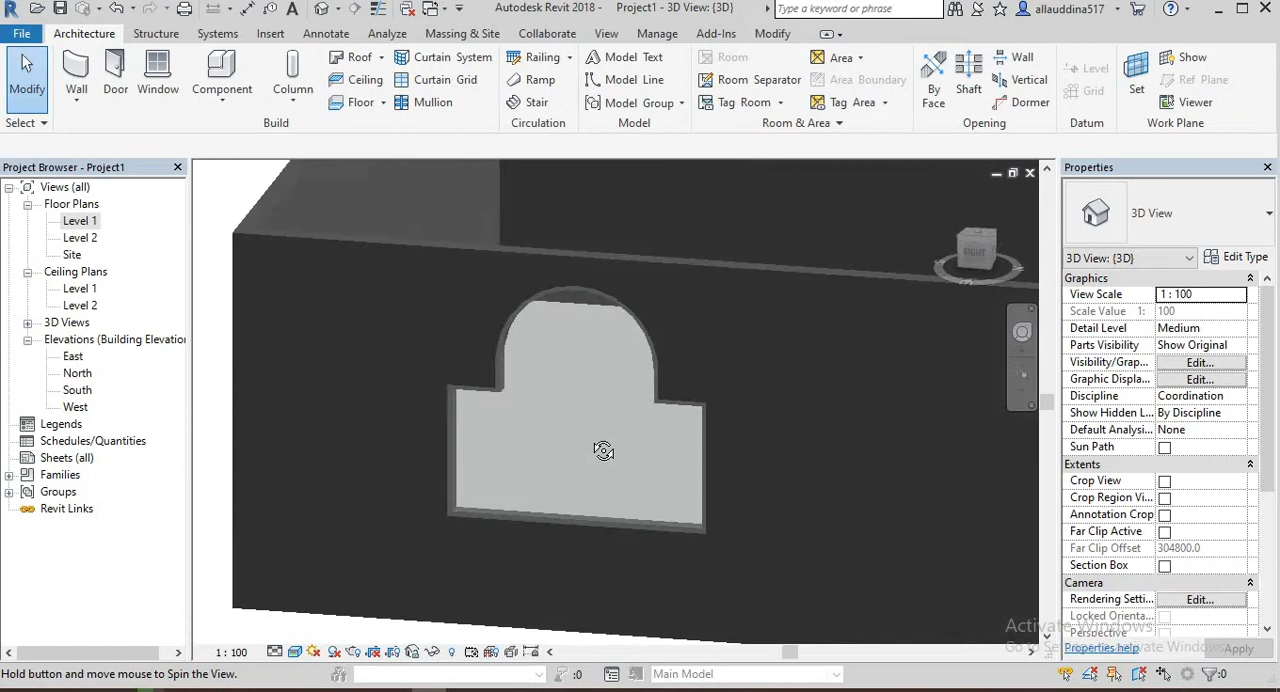 Autodesk Revit 2018 - Project1 - 3D View: {3D}
Type a keyword or phrase
allauddina517
File Architecture Structure Systems Insert Annotate Analyze Massing & Site Collaborate View Manage Add-Ins Modify
Modify
Select
Wall
Door
Window
Component
Column
Roof
Ceiling
Floor
Curtain System
Curtain Grid
Mullion
Build
Railing
Ramp
Stair
Circulation
Model Text
Model Line
Model Group
Model
Room
Room Separator
Tag Room
Area
Area Boundary
Tag Area
Room & Area
By
Face
Shaft
Wall
Vertical
Dormer
Opening
Level
Grid
Datum
Set
Show
Ref Plane
Viewer
Work Plane
Project Browser - Project1
Views (all)
Floor Plans
Level 1
Level 2
Site
Ceiling Plans
Level 1
Level 2
3D Views
Elevations (Building Elevation
East
North
South
West
Legends
Schedules/Quantities
Sheets (all)
Families
Groups
Revit Links
RIGHT
Properties
3D View
3D View: {3D}
Edit Type
Graphics
View Scale 1 : 100
Scale Value 1: 100
Detail Level Medium
Parts Visibility Show Original
Visibility/Grap... Edit...
Graphic Displa... Edit...
Discipline Coordination
Show Hidden L... By Discipline
Default Analysi... None
Sun Path
Extents
Crop View
Crop Region Vi...
Annotation Crop
Far Clip Active
Far Clip Offset 304800.0
Section Box
Camera
Rendering Setti... Edit...
Locked Orienta...
Perspective
Properties help
Apply
Activate Windows
Go to Settings to activate Windows.
1 : 100
Hold button and move mouse to Spin the View.
:0
Main Model
:0